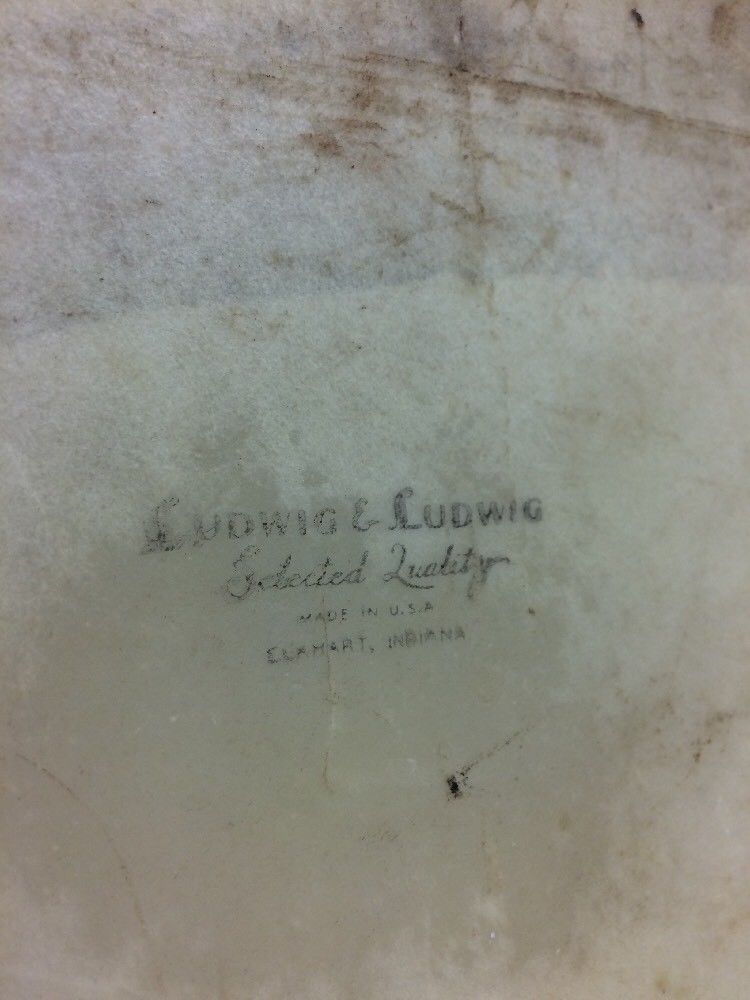 LUDWIG & LUDWIG
Selected Quality
MADE IN U.S.A
ELKHART, INDIANA